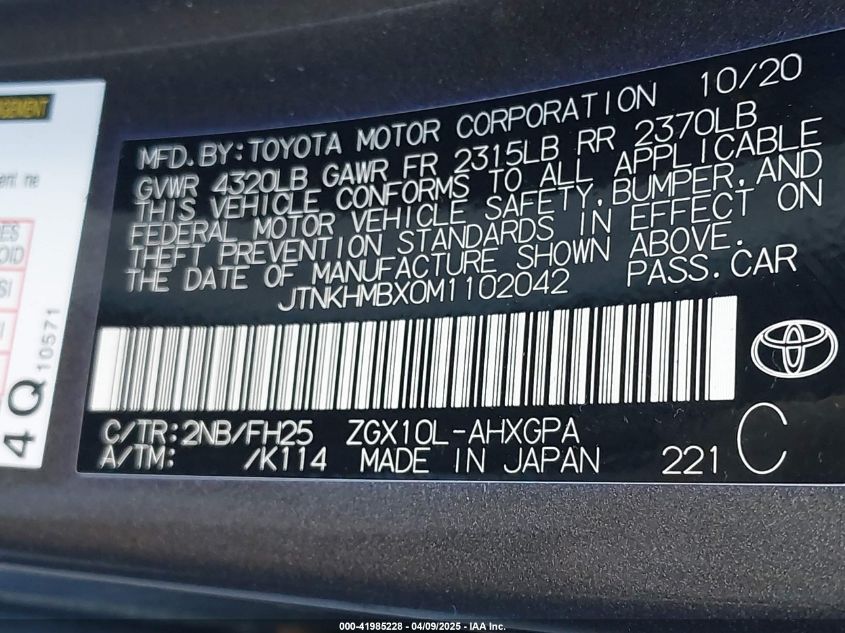 MFD. BY: TOYOTA MOTOR CORPORATION 10/20
GVWR 4320LB GAWR FR 2315LB RR 2370LB
THIS VEHICLE CONFORMS TO ALL APPLICABLE
FEDERAL MOTOR VEHICLE SAFETY, BUMPER, AND
THEFT PREVENTION STANDARDS IN EFFECT ON
THE DATE OF MANUFACTURE SHOWN ABOVE.
JTNKHMBX0M1102042 PASS. CAR
C/TR: 2NB/FH25 ZGX10L-AHXGPA C
A/TM: /K114 MADE IN JAPAN 221
4Q 10571
000-41985228 - 04/09/2025 - IAA Inc.